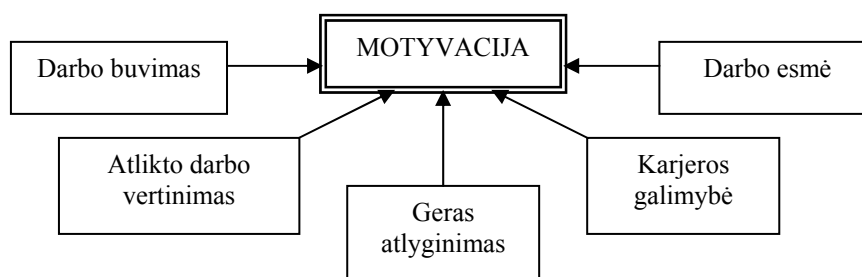 MOTYVACIJA
Darbo buvimas
Darbo esmė
Atlikto darbo
vertinimas
Geras
atlyginimas
Karjeros
galimybė